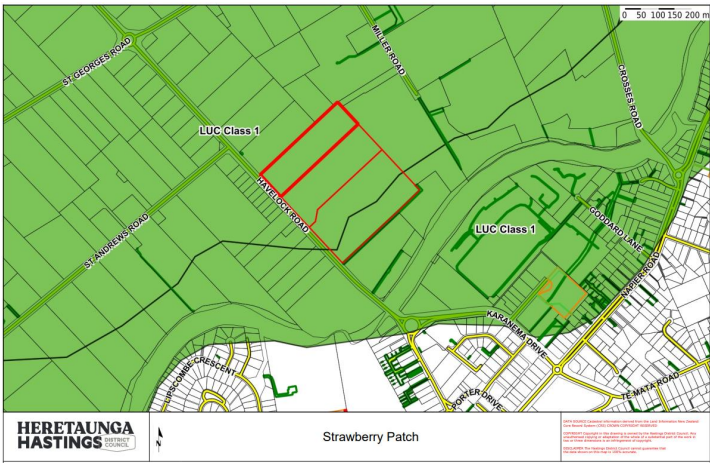 0 50 100 150 200 m
ST GEORGES ROAD
MILLER ROAD
CROSSES ROAD
LUC Class 1
HAVELOCK ROAD
ST ANDREWS ROAD
LUC Class 1
GODDARD LANE
NAPIER ROAD
KARANEMA DRIVE
LIPSCOMBE CRESCENT
PORTER DRIVE
TE MATA ROAD
HERETAUNGA
HASTINGS DISTRICT COUNCIL
N
Strawberry Patch